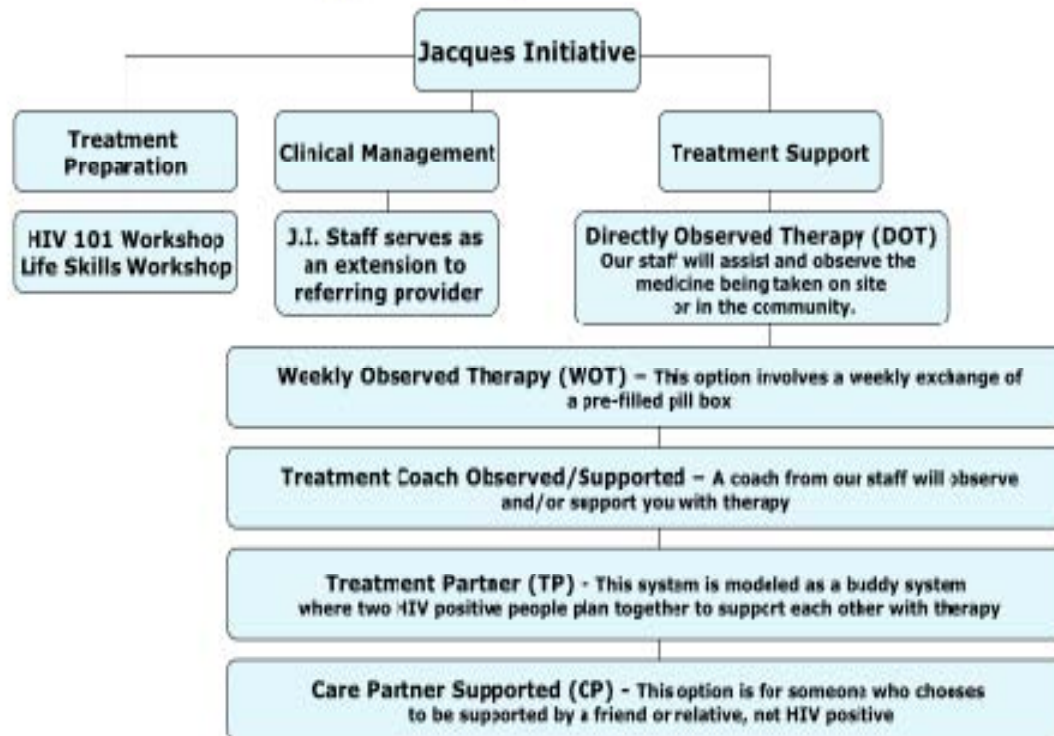 Jacques Initiative
Treatment
Preparation
HIV 101 Workshop
Life Skills Workshop
Clinical Management
J.I. Staff serves as
an extension to
referring provider
Treatment Support
Directly Observed Therapy (DOT)
Our staff will assist and observe the
medicine being taken on site
or in the community.
Weekly Observed Therapy (WOT) – This option involves a weekly exchange of
a pre-filled pill box
Treatment Coach Observed/Supported – A coach from our staff will observe
and/or support you with therapy
Treatment Partner (TP) - This system is modeled as a buddy system
where two HIV positive people plan together to support each other with therapy
Care Partner Supported (CP) - This option is for someone who chooses
to be supported by a friend or relative, not HIV positive